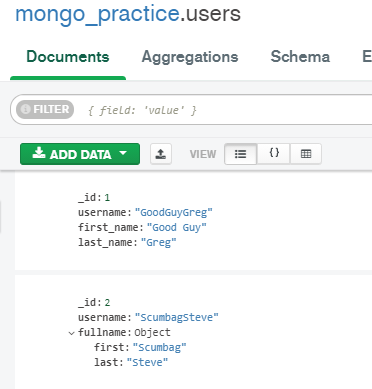 mongo_practice.users
Documents Aggregations Schema E
FILTER { field: 'value' }
ADD DATA VIEW {}
_id: 1
username: "GoodGuyGreg"
first_name: "Good Guy"
last_name: "Greg"
_id: 2
username: "ScumbagSteve"
fullname: Object
first: "Scumbag"
last: "Steve"